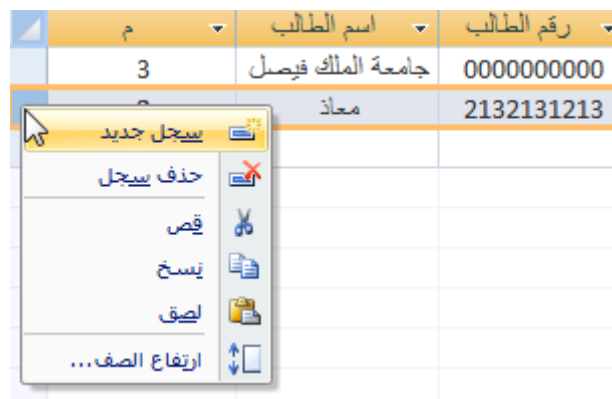 رقم الطالب اسم الطالب م
0000000000 جامعة الملك فيصل 3
2132131213 معاذ
سجل جديد
حذف سجل
قص
نسخ
لصق
ارتفاع الصف...